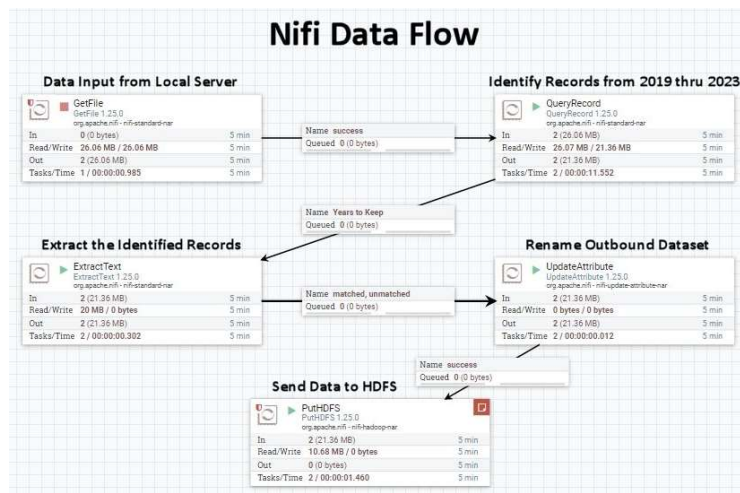 Nifi Data Flow
Data Input from Local Server
GetFile
GetFile 1.25.0
org.apache.nifi - nifi-standard-nar
In 0 (0 bytes) 5 min
Read/Write 26.06 MB / 26.06 MB 5 min
Out 2 (26.06 MB) 5 min
Tasks/Time 1 / 00:00:00.985 5 min
Name success
Queued 0 (0 bytes)
Identify Records from 2019 thru 2023
QueryRecord
QueryRecord 1.25.0
org.apache.nifi - nifi-standard-nar
In 2 (26.06 MB) 5 min
Read/Write 26.07 MB / 21.36 MB 5 min
Out 2 (21.36 MB) 5 min
Tasks/Time 2 / 00:00:11.552 5 min
Name Years to Keep
Queued 0 (0 bytes)
Extract the Identified Records
ExtractText
ExtractText 1.25.0
org.apache.nifi - nifi-standard-nar
In 2 (21.36 MB) 5 min
Read/Write 20 MB / 0 bytes 5 min
Out 2 (21.36 MB) 5 min
Tasks/Time 2 / 00:00:00.302 5 min
Name matched, unmatched
Queued 0 (0 bytes)
Rename Outbound Dataset
UpdateAttribute
UpdateAttribute 1.25.0
org.apache.nifi - nifi-update-attribute-nar
In 2 (21.36 MB) 5 min
Read/Write 0 bytes / 0 bytes 5 min
Out 2 (21.36 MB) 5 min
Tasks/Time 2 / 00:00:00.012 5 min
Name success
Queued 0 (0 bytes)
Send Data to HDFS
PutHDFS
PutHDFS 1.25.0
org.apache.nifi - nifi-hadoop-nar
In 2 (21.36 MB) 5 min
Read/Write 10.68 MB / 0 bytes 5 min
Out 0 (0 bytes) 5 min
Tasks/Time 2 / 00:00:01.460 5 min